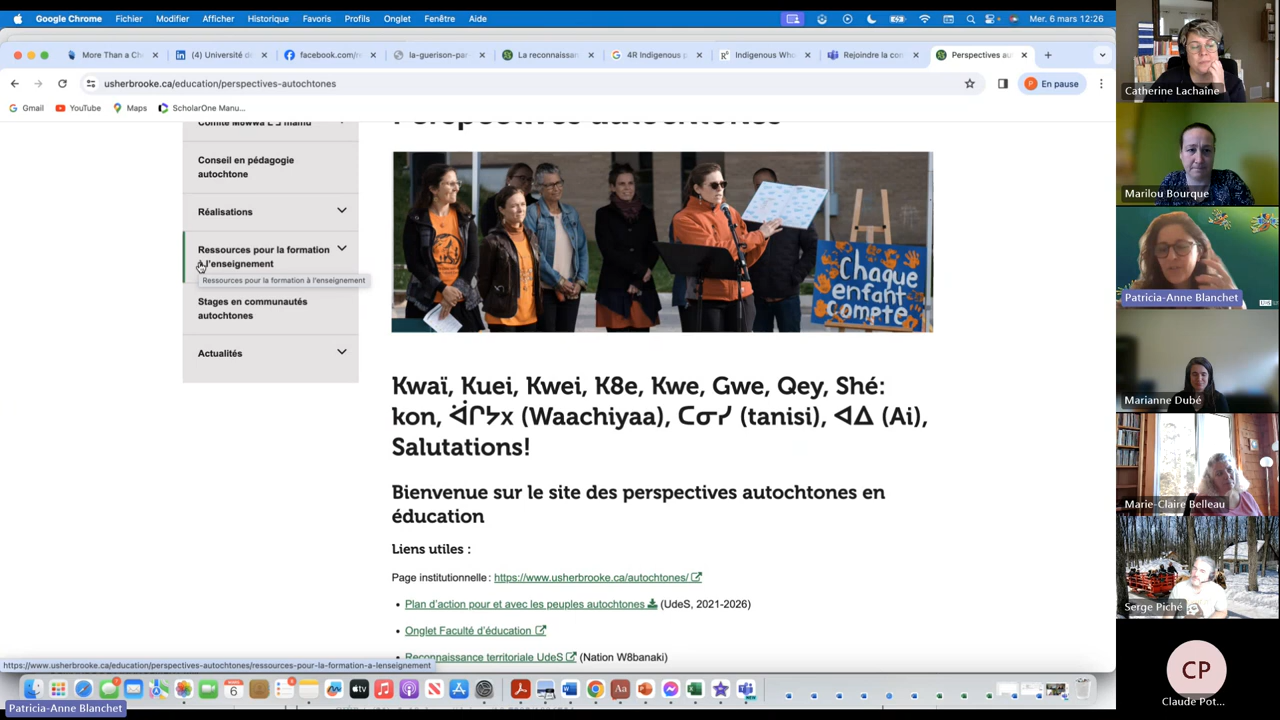 Google Chrome Fichier Modifier Afficher Historique Favoris Profils Onglet Fenêtre Aide Mer. 6 mars 12:26
More Than a Ch
(4) Université d
facebook.com/r
la-guerison-par-
La reconnaissan
4R Indigenous p
Indigenous Who
Rejoindre la con
Perspectives au
usherbrooke.ca/education/perspectives-autochtones
En pause
Gmail YouTube Maps ScholarOne Manu...
Perspectives autochtones
Conseil en pédagogie
autochtone
Réalisations
Ressources pour la formation
à l'enseignement
Ressources pour la formation à l'enseignement
Stages en communautés
autochtones
Actualités
Chaque
enfant
compte
Kwaï, Kuei, Kwei, K8e, Kwe, Gwe, Qey, Shé:
kon, ᐚᒋᔭx (Waachiyaa), ᑕᓂᓯ (tanisi), ᐊᐃ (Ai),
Salutations!
Bienvenue sur le site des perspectives autochtones en
éducation
Liens utiles :
Page institutionnelle : https://www.usherbrooke.ca/autochtones/
• Plan d'action pour et avec les peuples autochtones (UdeS, 2021-2026)
• Onglet Faculté d'éducation
• Reconnaissance territoriale UdeS (Nation W8banaki)
https://www.usherbrooke.ca/education/perspectives-autochtones/ressources-pour-la-formation-a-lenseignement
Patricia-Anne Blanchet
Catherine Lachaîne
Marilou Bourque
Patricia-Anne Blanchet
Marianne Dubé
Marie-Claire Belleau
Serge Piché
CP
Claude Pot...